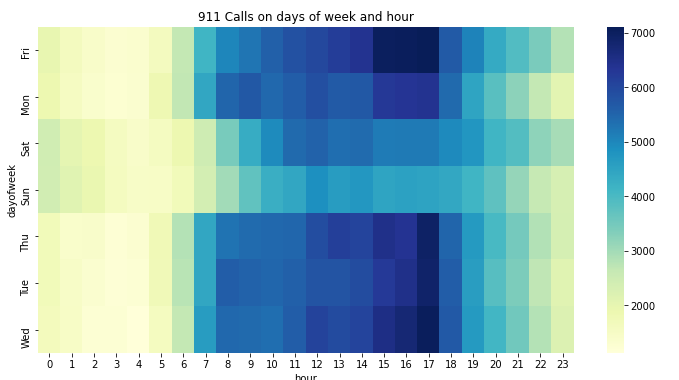 911 Calls on days of week and hour
dayofweek
Fri
Mon
Sat
Sun
Thu
Tue
Wed
0 1 2 3 4 5 6 7 8 9 10 11 12 13 14 15 16 17 18 19 20 21 22 23
hour
7000
6000
5000
4000
3000
2000